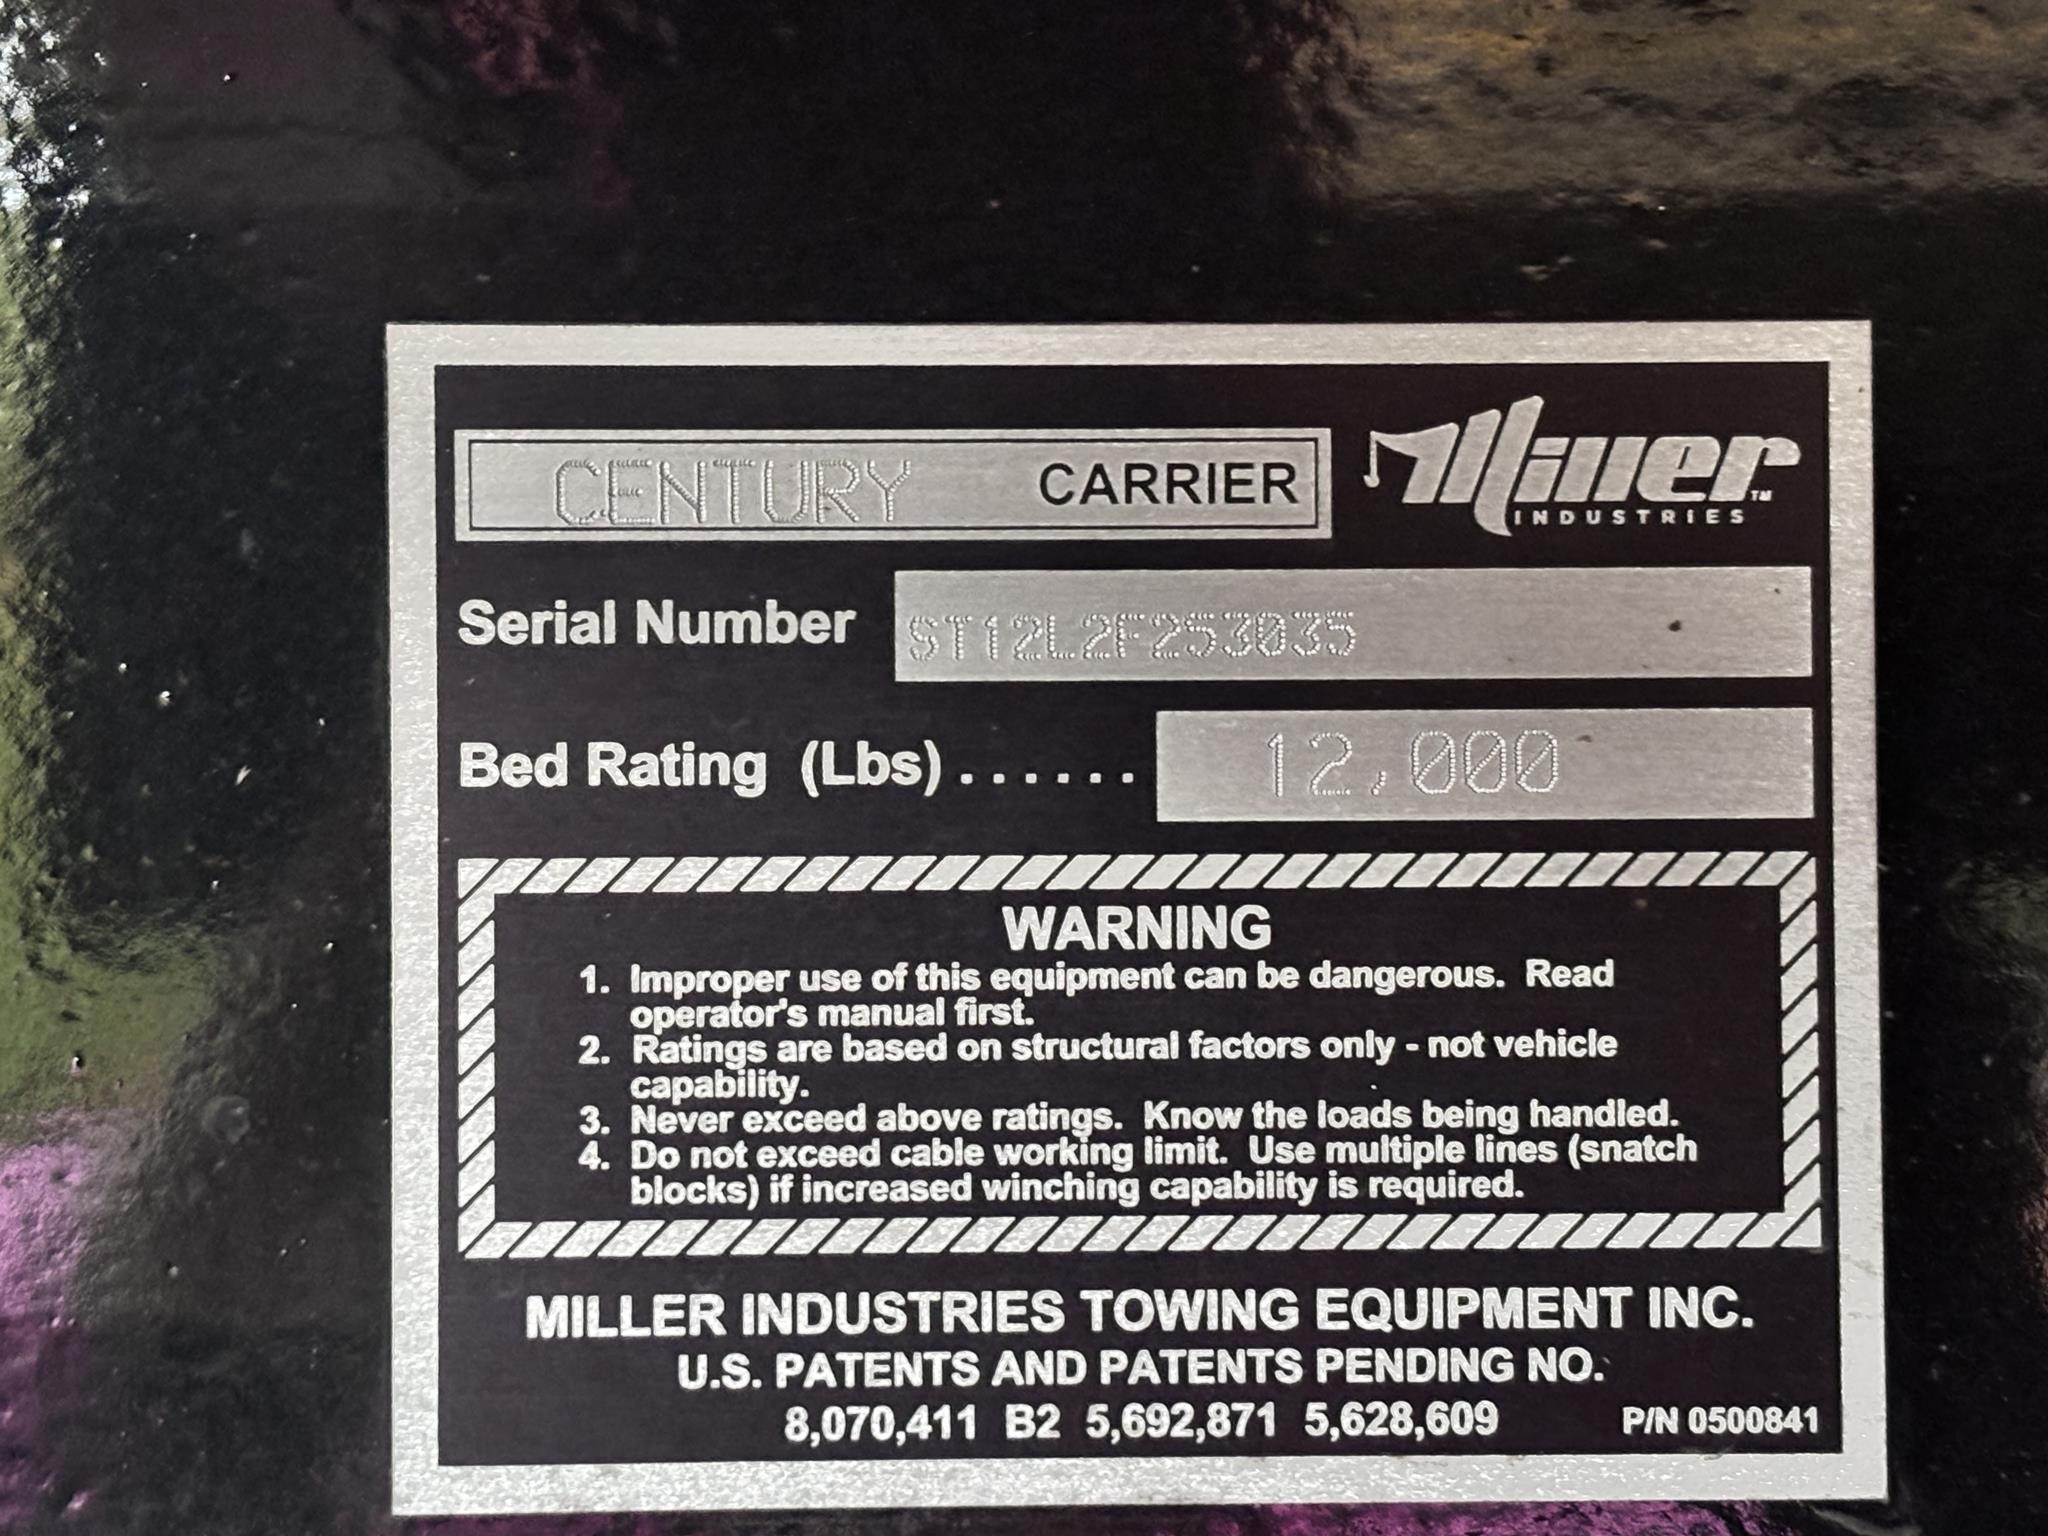 CENTURY CARRIER
Miller™
INDUSTRIES
Serial Number ST12L2F253035
Bed Rating (Lbs) ...... 12,000
WARNING
1. Improper use of this equipment can be dangerous. Read
operator's manual first.
2. Ratings are based on structural factors only - not vehicle
capability.
3. Never exceed above ratings. Know the loads being handled.
4. Do not exceed cable working limit. Use multiple lines (snatch
blocks) if increased winching capability is required.
MILLER INDUSTRIES TOWING EQUIPMENT INC.
U.S. PATENTS AND PATENTS PENDING NO.
8,070,411 B2 5,692,871 5,628,609 P/N 0500841